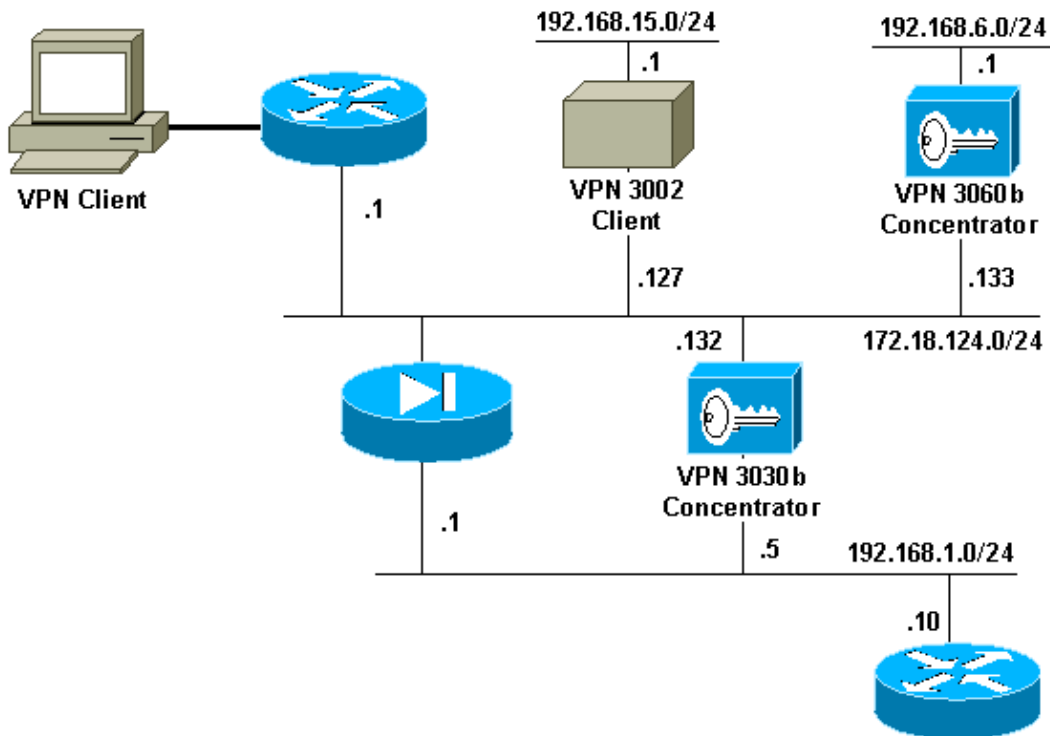 192.168.15.0/24
192.168.6.0/24
.1
.1
VPN Client
VPN 3002
Client
VPN 3060b
Concentrator
.1
.127
.133
.132
172.18.124.0/24
VPN 3030b
Concentrator
.1
.5
192.168.1.0/24
.10